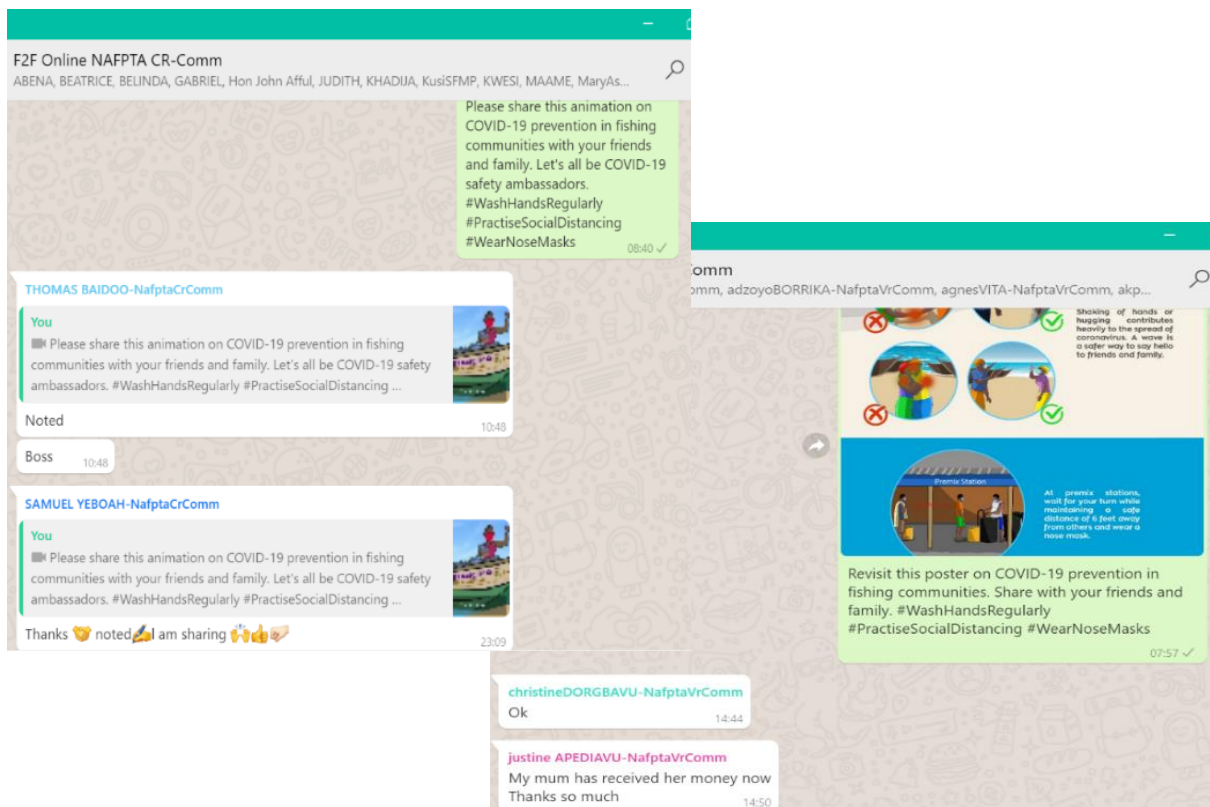 F2F Online NAFPTA CR-Comm
ABENA, BEATRICE, BELINDA, GABRIEL, Hon John Afful, JUDITH, KHADIJA, KusiSFMP, KWESI, MAAME, MaryAs...
Please share this animation on
COVID-19 prevention in fishing
communities with your friends
and family. Let's all be COVID-19
safety ambassadors.
#WashHandsRegularly
#PractiseSocialDistancing
#WearNoseMasks
08:40
THOMAS BAIDOO-NafptaCrComm
You
Please share this animation on COVID-19 prevention in fishing
communities with your friends and family. Let's all be COVID-19 safety
ambassadors. #WashHandsRegularly #PractiseSocialDistancing ...
Noted
10:48
Boss
10:48
SAMUEL YEBOAH-NafptaCrComm
You
Please share this animation on COVID-19 prevention in fishing
communities with your friends and family. Let's all be COVID-19 safety
ambassadors. #WashHandsRegularly #PractiseSocialDistancing ...
Thanks 🤝 noted✍I am sharing 🙌👍🤛
23:09
Comm
omm, adzoyoBORRIKA-NafptaVrComm, agnesVITA-NafptaVrComm, akp...
Shaking of hands or
hugging contributes
heavily to the spread of
coronavirus. A wave is
a safer way to say hello
to friends and family.
Premix Station
At premix stations,
wait for your turn while
maintaining a safe
distance of 6 feet away
from others and wear a
nose mask.
Revisit this poster on COVID-19 prevention in
fishing communities. Share with your friends and
family. #WashHandsRegularly
#PractiseSocialDistancing #WearNoseMasks
07:57
christineDORGBAVU-NafptaVrComm
Ok
14:44
justine APEDIAVU-NafptaVrComm
My mum has received her money now
Thanks so much
14:50